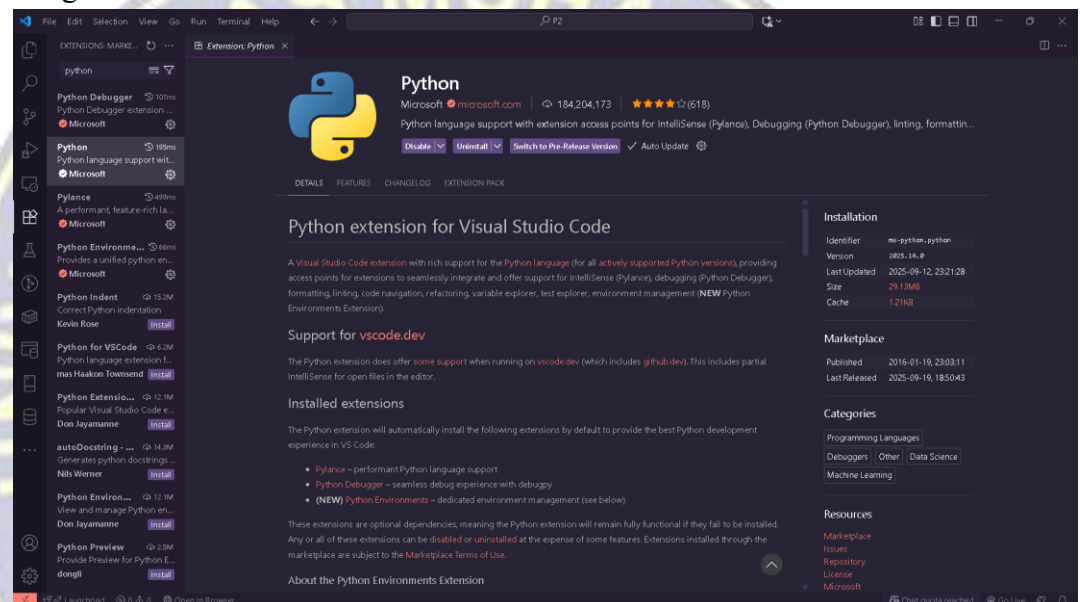 File Edit Selection View Go Run Terminal Help
P2
EXTENSIONS: MARKE...
python
Python Debugger 107ms
Python Debugger extension ...
Microsoft
Python 195ms
Python language support wit...
Microsoft
Pylance 499ms
A performant, feature-rich la...
Microsoft
Python Environme... 66ms
Provides a unified python en...
Microsoft
Python Indent 15.2M
Correct Python indentation
Kevin Rose Install
Python for VSCode 6.2M
Python language extension f...
mas Haakon Townsend Install
Python Extensio... 12.1M
Popular Visual Studio Code e...
Don Jayamanne Install
autoDocstring - ... 14.3M
Generates python docstrings ...
Nils Werner Install
Python Environ... 12.1M
View and manage Python en...
Don Jayamanne Install
Python Preview 2.5M
Provide Preview for Python E...
dongli Install
Extension: Python
Python
Microsoft microsoft.com 184,204,173 (618)
Python language support with extension access points for IntelliSense (Pylance), Debugging (Python Debugger), linting, formattin...
Disable Uninstall Switch to Pre-Release Version Auto Update
DETAILS FEATURES CHANGELOG EXTENSION PACK
Python extension for Visual Studio Code
A Visual Studio Code extension with rich support for the Python language (for all actively supported Python versions), providing
access points for extensions to seamlessly integrate and offer support for IntelliSense (Pylance), debugging (Python Debugger),
formatting, linting, code navigation, refactoring, variable explorer, test explorer, environment management (NEW Python
Environments Extension).
Support for vscode.dev
The Python extension does offer some support when running on vscode.dev (which includes github.dev). This includes partial
IntelliSense for open files in the editor.
Installed extensions
The Python extension will automatically install the following extensions by default to provide the best Python development
experience in VS Code:
• Pylance – performant Python language support
• Python Debugger – seamless debug experience with debugpy
• (NEW) Python Environments – dedicated environment management (see below)
These extensions are optional dependencies, meaning the Python extension will remain fully functional if they fail to be installed.
Any or all of these extensions can be disabled or uninstalled at the expense of some features. Extensions installed through the
marketplace are subject to the Marketplace Terms of Use.
About the Python Environments Extension
Installation
Identifier ms-python.python
Version 2025.14.0
Last Updated 2025-09-12, 23:21:28
Size 29.13MB
Cache 1.21KB
Marketplace
Published 2016-01-19, 23:03:11
Last Released 2025-09-19, 18:50:43
Categories
Programming Languages
Debuggers Other Data Science
Machine Learning
Resources
Marketplace
Issues
Repository
License
Microsoft
Launchpad 0 0 Open In Browser Chat quota reached Go Live